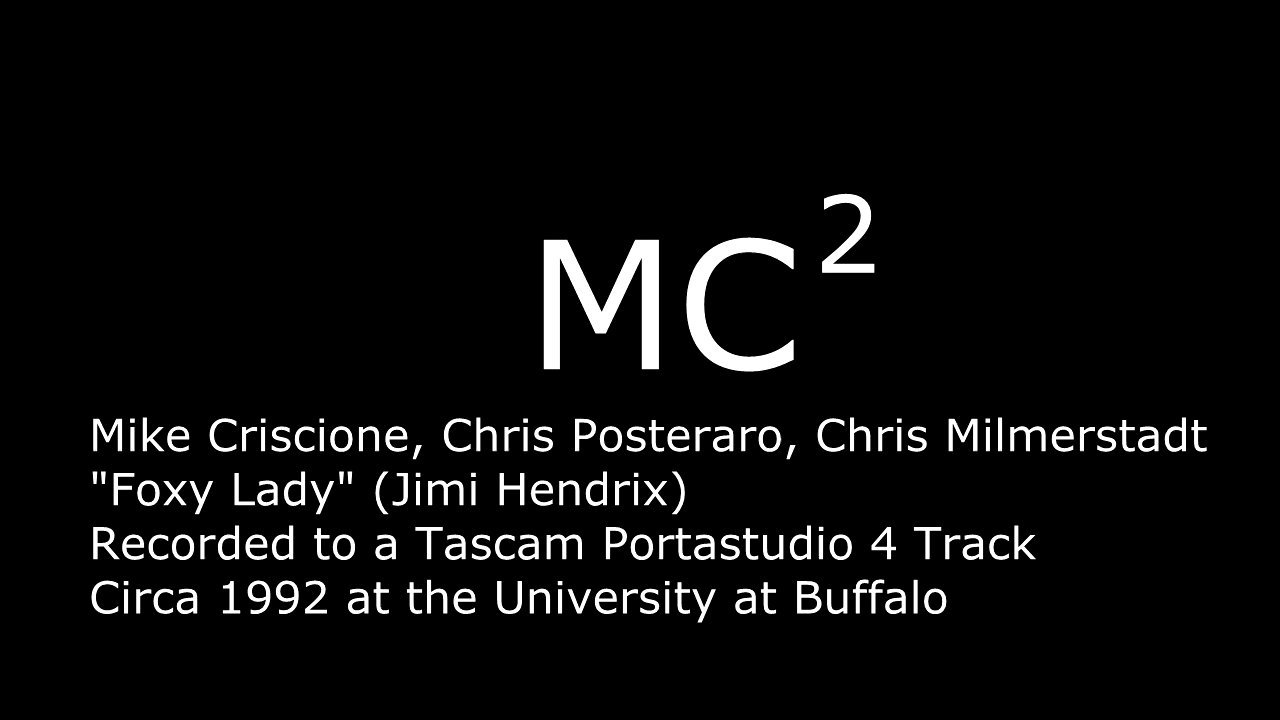 MC²
Mike Criscione, Chris Posteraro, Chris Milmerstadt
"Foxy Lady" (Jimi Hendrix)
Recorded to a Tascam Portastudio 4 Track
Circa 1992 at the University at Buffalo